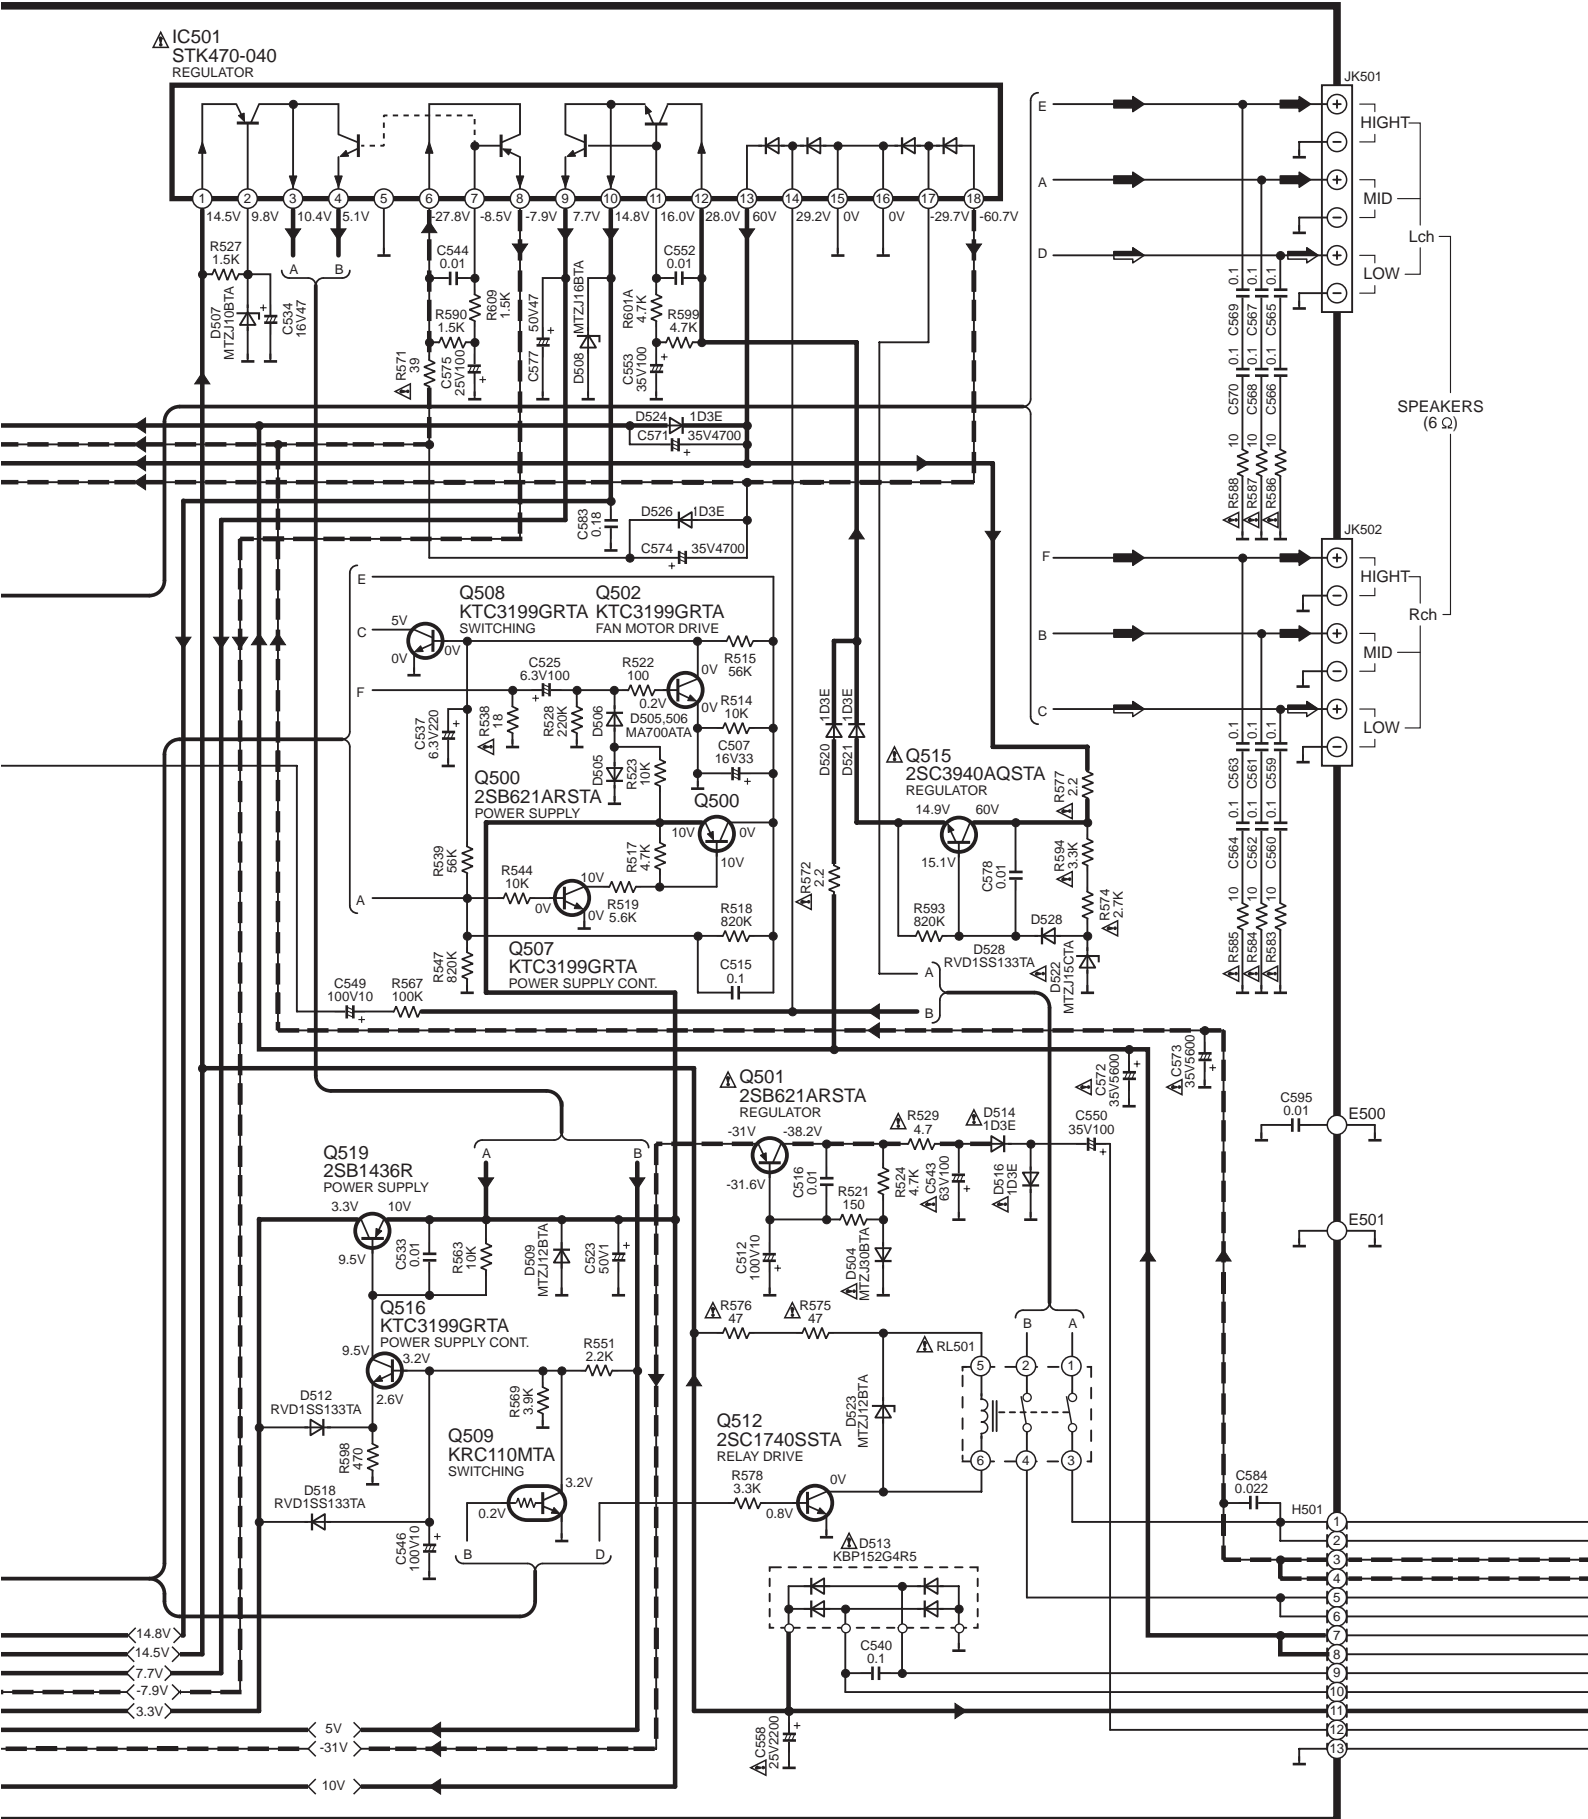 IC501
STK470-040
REGULATOR
1 2 3 4 5 6 7 8 9 10 11 12 13 14 15 16 17 18
14.5V 9.8V 10.4V 5.1V -27.8V -8.5V -7.9V 7.7V 14.8V 16.0V 28.0V 60V 29.2V 0V 0V -29.7V -60.7V
R527
1.5K
A B
D507
MTZJ10BTA
C534
16V47
C544
0.01
R590
1.5K
R609
1.5K
R571
39
C575
25V100
C577
50V47
D508
MTZJ16BTA
R601A
4.7K
C552
0.01
R599
4.7K
C553
35V100
D524 1D3E
C571 35V4700
C583
0.18
D526 1D3E
C574 35V4700
E
A
D
F
B
C
JK501
HIGHT
MID
LOW
Lch
SPEAKERS
(6 Ω)
C569 0.1
C567 0.1
C565 0.1
C570 0.1
C568 0.1
C566 0.1
R588 10
R587 10
R586 10
JK502
HIGHT
MID
LOW
Rch
C563 0.1
C561 0.1
C559 0.1
C564 0.1
C562 0.1
C560 0.1
R585 10
R584 10
R583 10
E
C
F
A
Q508
KTC3199GRTA
SWITCHING
5V
0V
0V
Q502
KTC3199GRTA
FAN MOTOR DRIVE
C525
6.3V100
R522
100
0.2V
0V
0V
R515
56K
R514
10K
C507
16V33
C537
6.3V220
R538
18
R528
220K
D506
D505,506
MA700ATA
D505
R523
10K
Q500
2SB621ARSTA
POWER SUPPLY
Q500
10V
0V
10V
R539
56K
R544
10K
R517
4.7K
10V
0V
0V
R519
5.6K
Q507
KTC3199GRTA
POWER SUPPLY CONT.
R518
820K
C515
0.1
R547
820K
C549
100V10
R567
100K
D520 1D3E
D521 1D3E
R572
2.2
Q515
2SC3940AQSTA
REGULATOR
14.9V
60V
15.1V
R577
2.2
R594
3.3K
C578
0.01
R574
2.7K
R593
820K
D528
D528
RVD1SS133TA
D522
MTZJ15CTA
A
B
C572
35V5600
C573
35V5600
C595
0.01
E500
E501
Q501
2SB621ARSTA
REGULATOR
-31V
-38.2V
-31.6V
R529
4.7
D514
1D3E
C550
35V100
C516
0.01
R524
4.7K
C543
63V100
D516
1D3E
R521
150
C512
100V10
D504
MTZJ30BTA
Q519
2SB1436R
POWER SUPPLY
3.3V
10V
9.5V
A
B
C533
0.01
R563
10K
D509
MTZJ12BTA
C523
50V1
Q516
KTC3199GRTA
POWER SUPPLY CONT.
9.5V
3.2V
2.6V
R551
2.2K
D512
RVD1SS133TA
R598
470
R569
3.9K
Q509
KRC110MTA
SWITCHING
3.2V
0.2V
D518
RVD1SS133TA
C546
100V10
B
D
R576
47
R575
47
RL501
B A
5 2 1
6 4 3
D523
MTZJ12BTA
Q512
2SC1740SSTA
RELAY DRIVE
R578
3.3K
0V
0.8V
D513
KBP152G4R5
C540
0.1
C558
25V2200
C584
0.022
H501
1
2
3
4
5
6
7
8
9
10
11
12
13
14.8V
14.5V
7.7V
-7.9V
3.3V
5V
-31V
10V